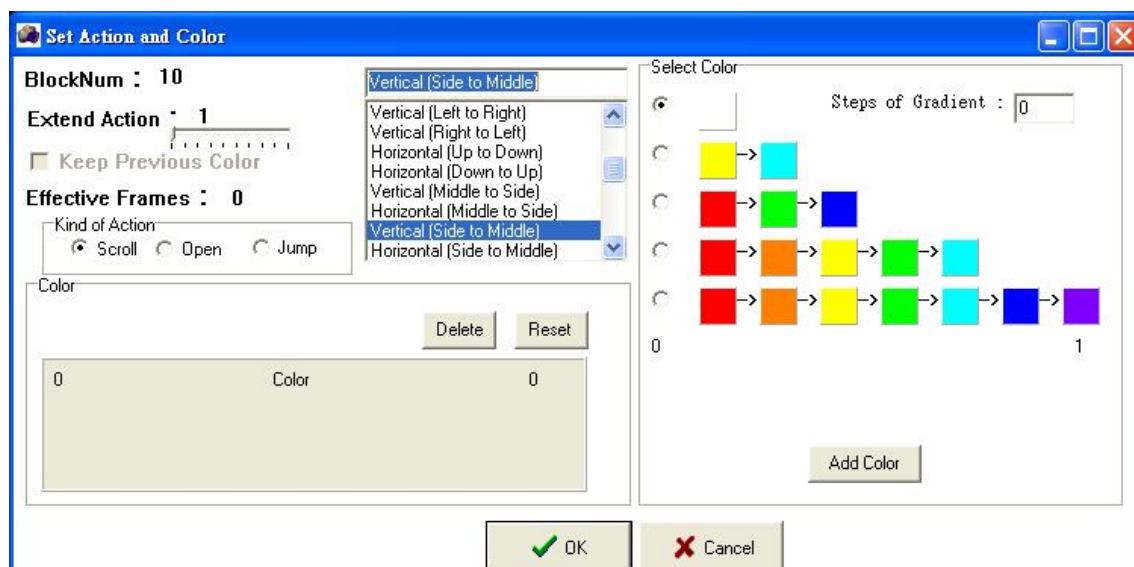 Set Action and Color
BlockNum : 10
Extend Action : 1
Keep Previous Color
Effective Frames : 0
Kind of Action
Scroll Open Jump
Vertical (Side to Middle)
Vertical (Left to Right)
Vertical (Right to Left)
Horizontal (Up to Down)
Horizontal (Down to Up)
Vertical (Middle to Side)
Horizontal (Middle to Side)
Vertical (Side to Middle)
Horizontal (Side to Middle)
Color
Delete Reset
0 Color 0
Select Color
Steps of Gradient : 0
->
-> ->
-> -> -> ->
-> -> -> -> -> ->
0 1
Add Color
OK Cancel